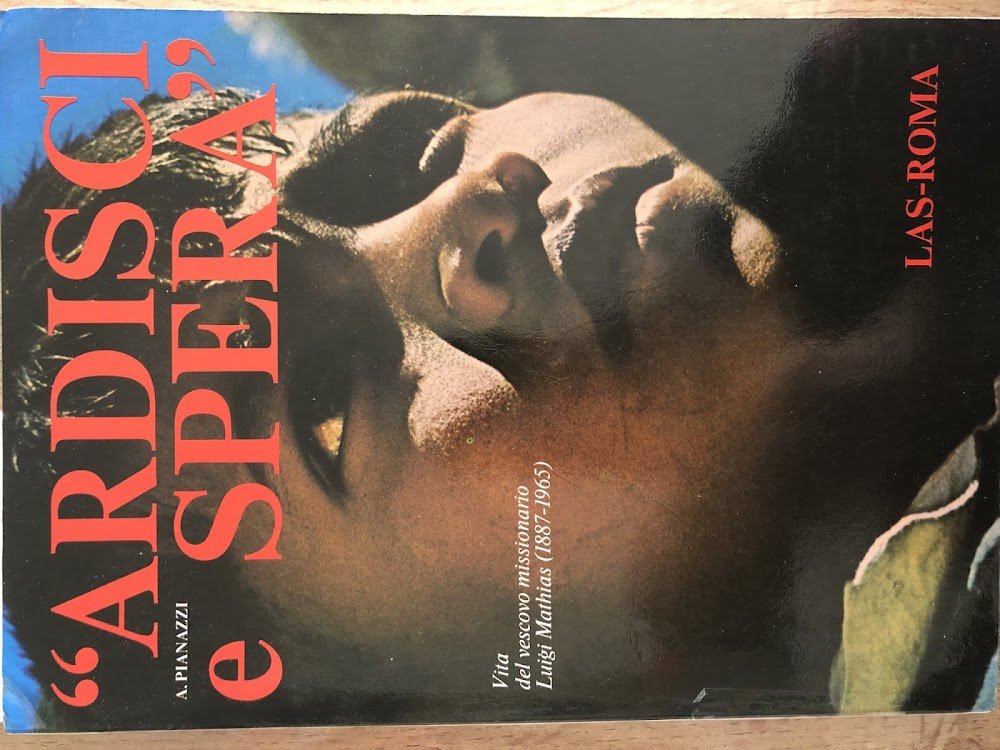 “ARDISCI
A. PIANAZZI
e SPERA”
Vita
del vescovo missionario
Luigi Mathias (1887-1965)
LAS-ROMA